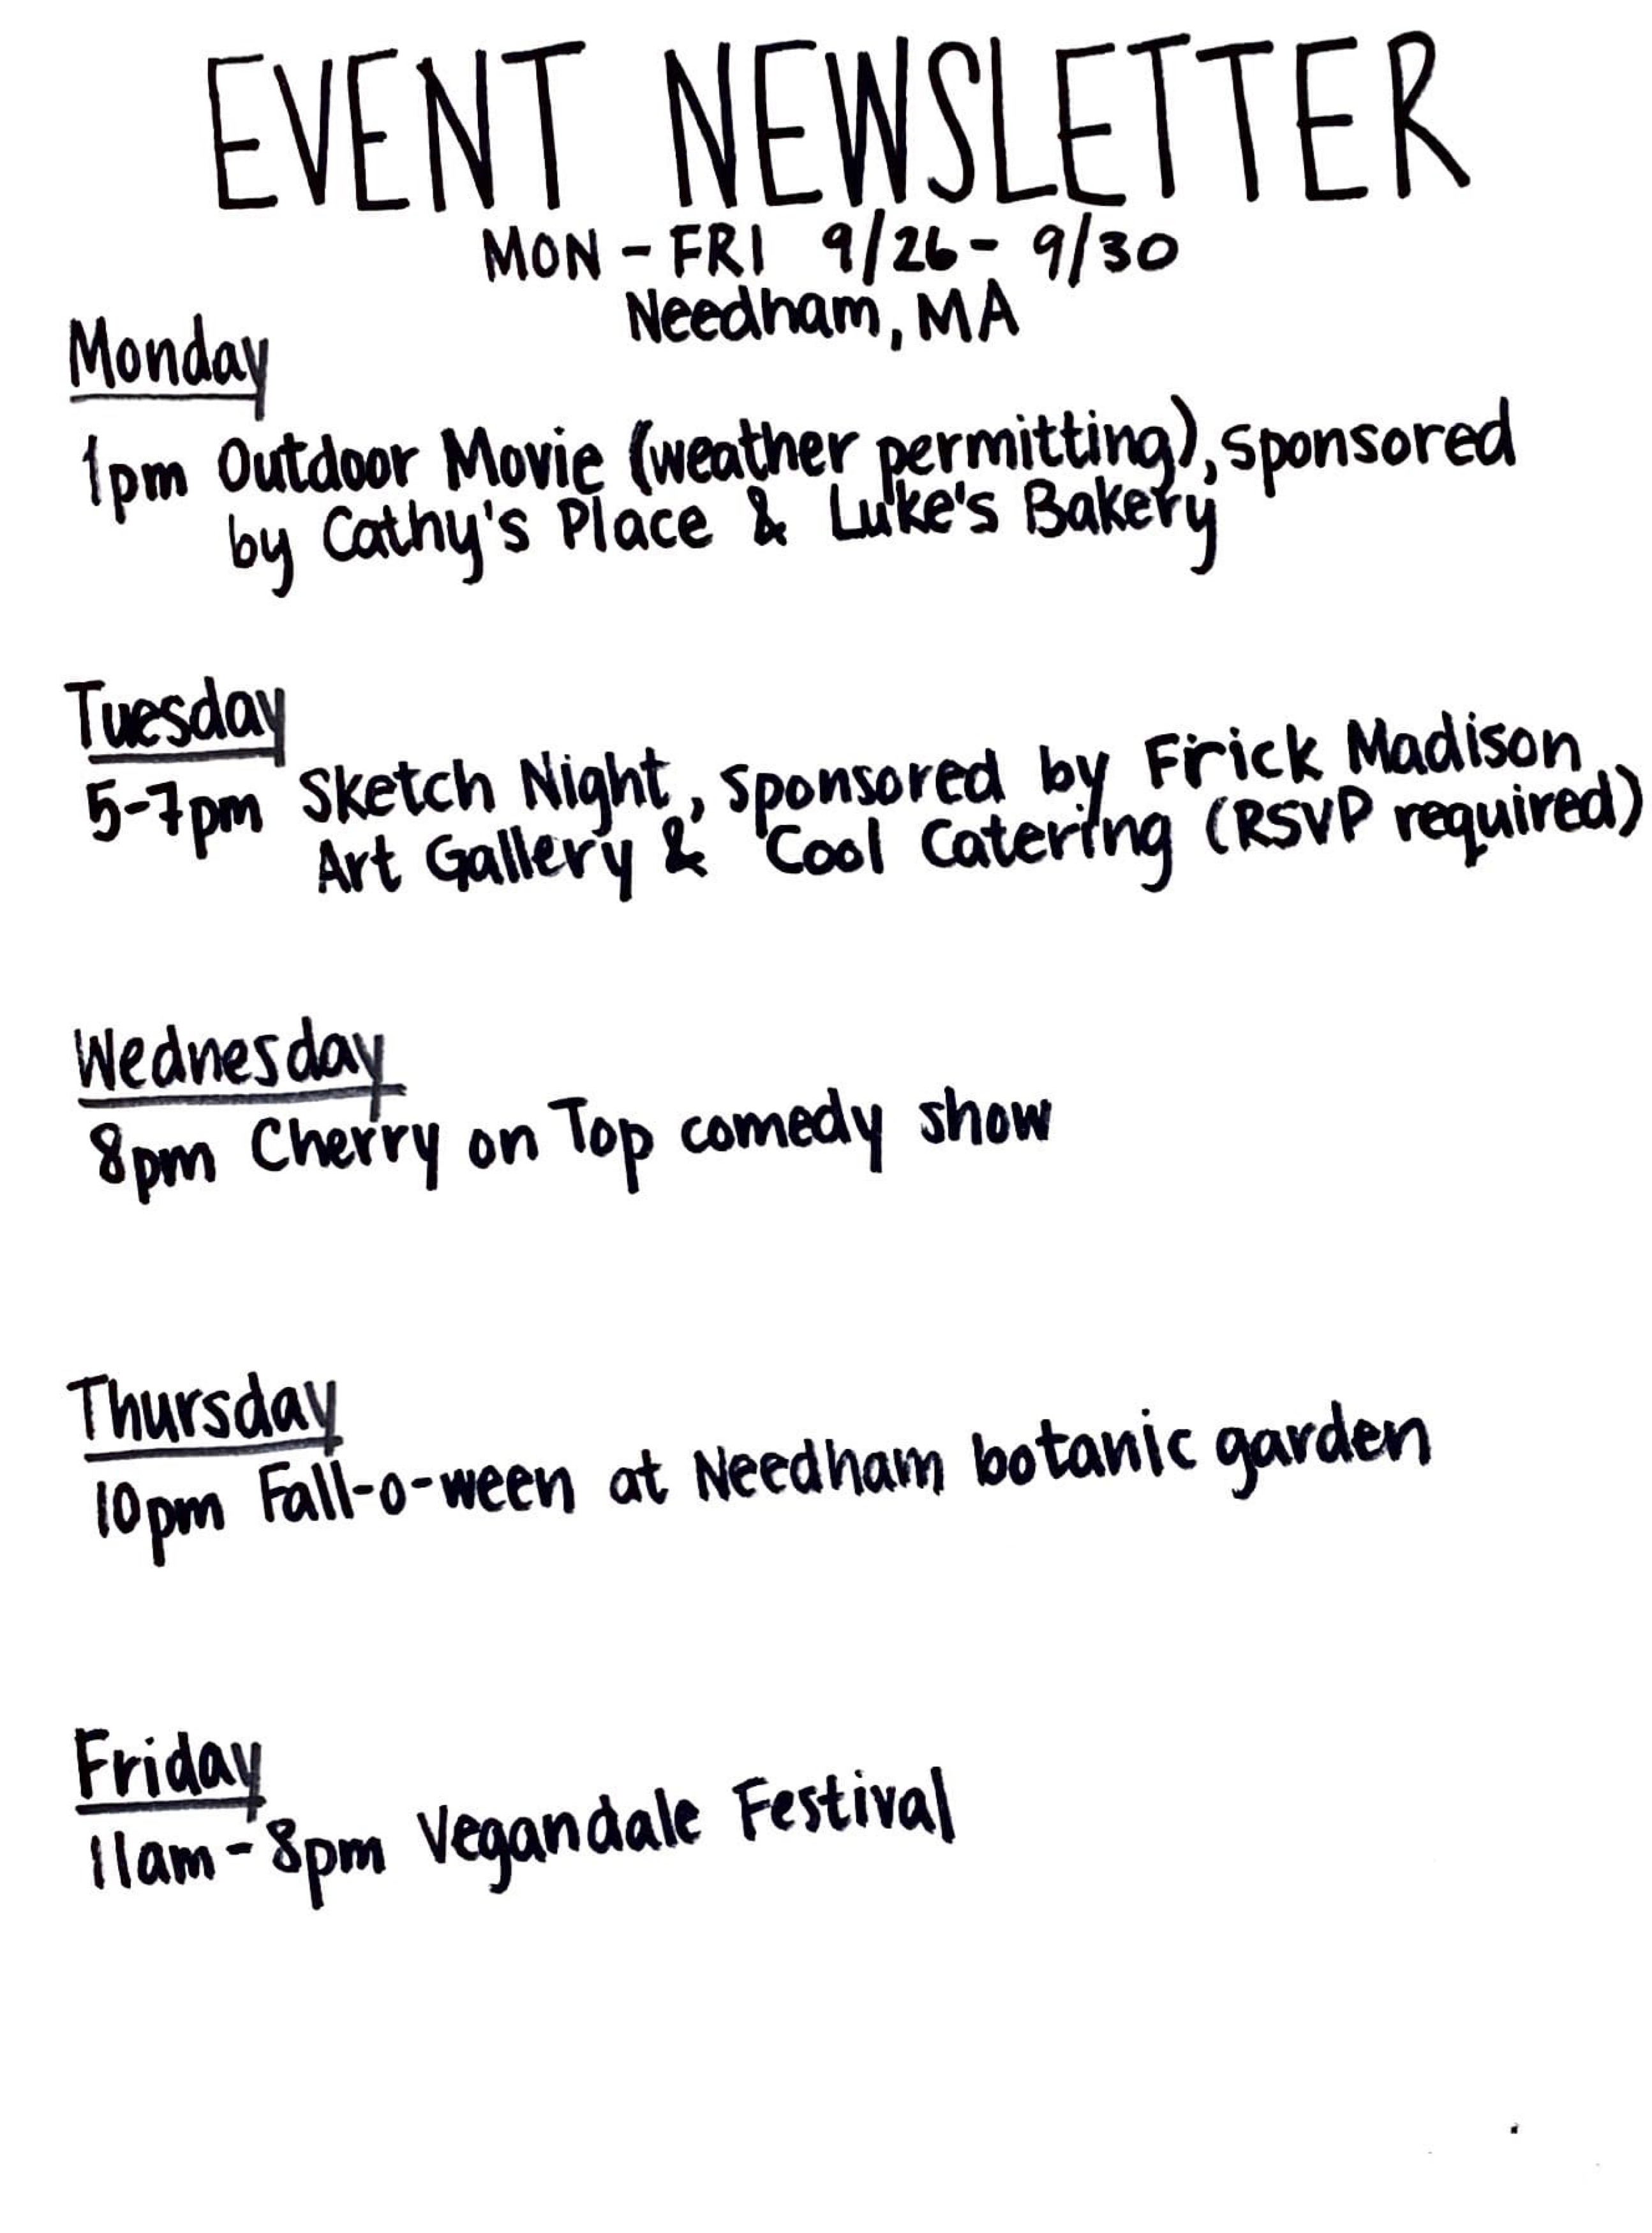 EVENT NEWSLETTER
MON - FRI 9/26 - 9/30
Needham, MA
Monday
1pm Outdoor Movie (weather permitting), sponsored
by Cathy's Place & Luke's Bakery
Tuesday
5-7pm Sketch Night, sponsored by Frick Madison
Art Gallery & Cool Catering (RSVP required)
Wednesday
8pm Cherry on Top comedy show
Thursday
10pm Fall-o-ween at Needham botanic garden
Friday
11am - 8pm Vegandale Festival